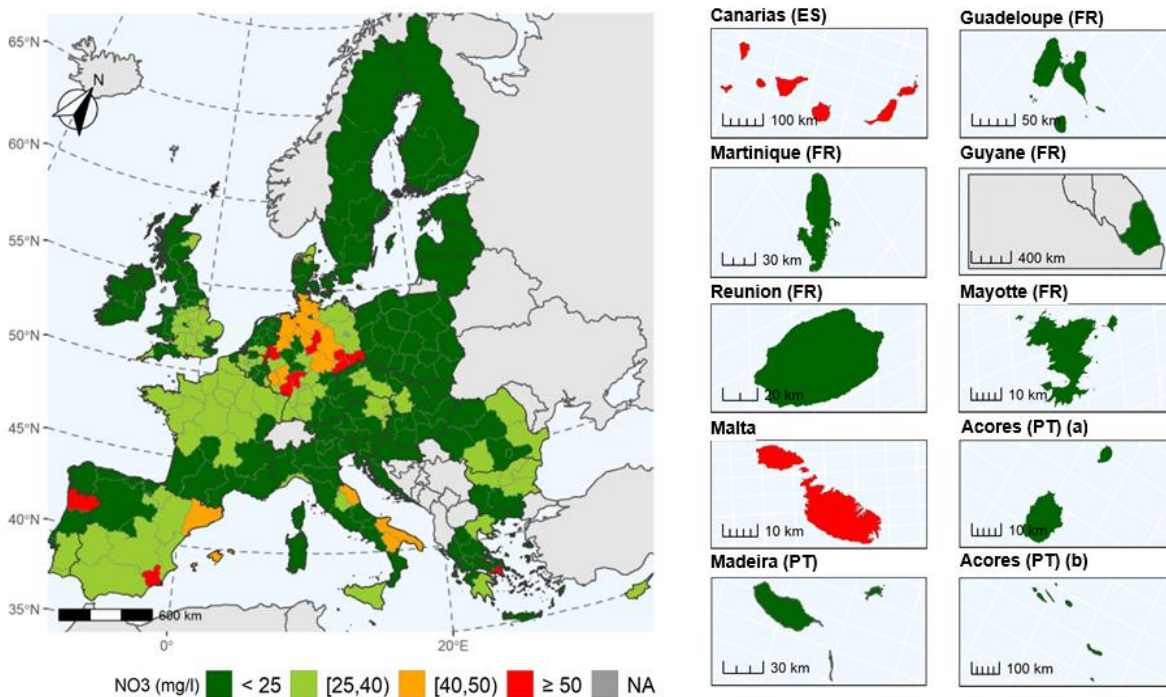 65°N
60°N
55°N
50°N
45°N
40°N
35°N
N
600 km
0°
20°E
NO3 (mg/l) < 25 [25,40) [40,50) ≥ 50 NA
Canarias (ES)
100 km
Guadeloupe (FR)
50 km
Martinique (FR)
30 km
Guyane (FR)
400 km
Reunion (FR)
20 km
Mayotte (FR)
10 km
Malta
10 km
Acores (PT) (a)
10 km
Madeira (PT)
30 km
Acores (PT) (b)
100 km